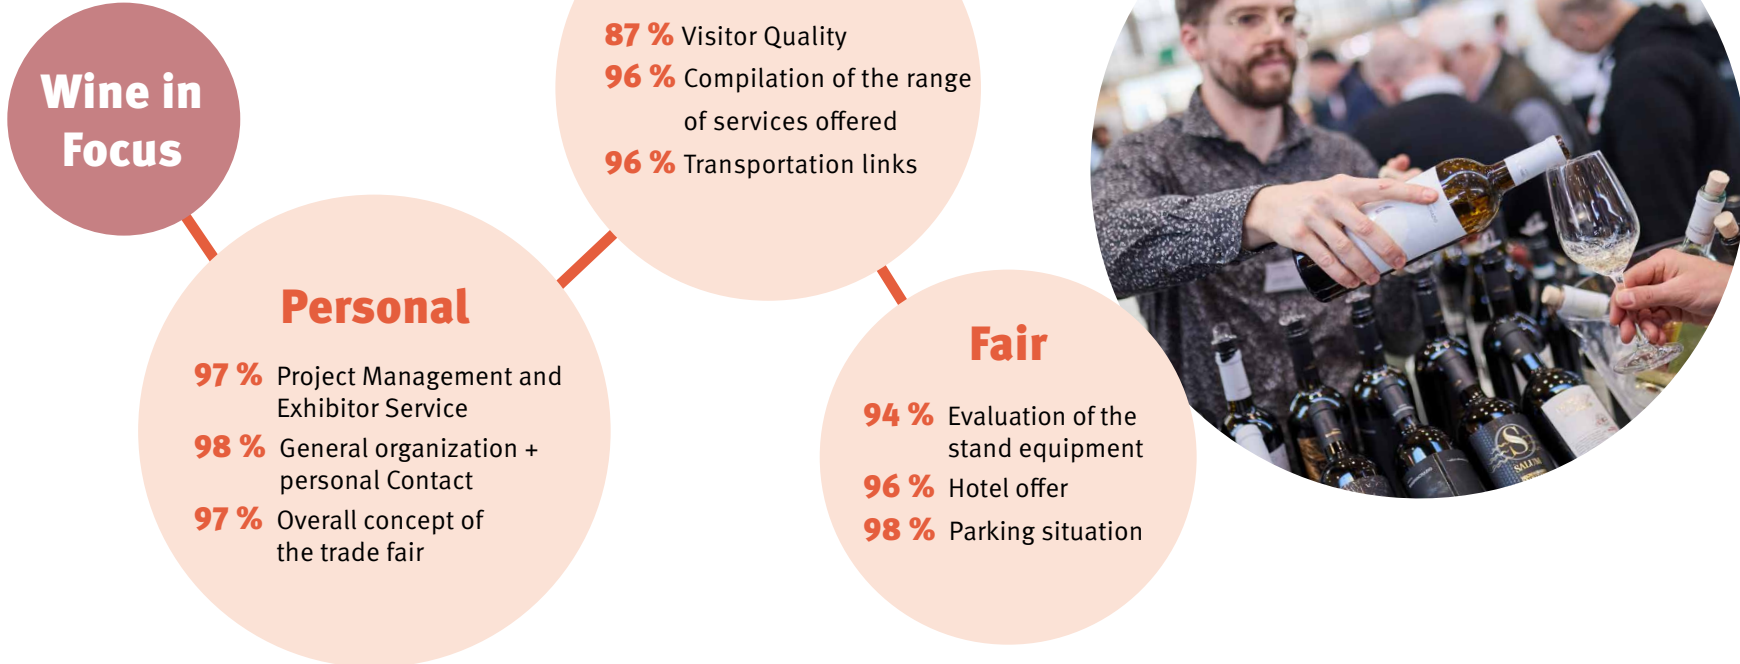 Wine in
Focus
87 % Visitor Quality
96 % Compilation of the range
of services offered
96 % Transportation links
Personal
97 % Project Management and
Exhibitor Service
98 % General organization +
personal Contact
97 % Overall concept of
the trade fair
Fair
94 % Evaluation of the
stand equipment
96 % Hotel offer
98 % Parking situation
S